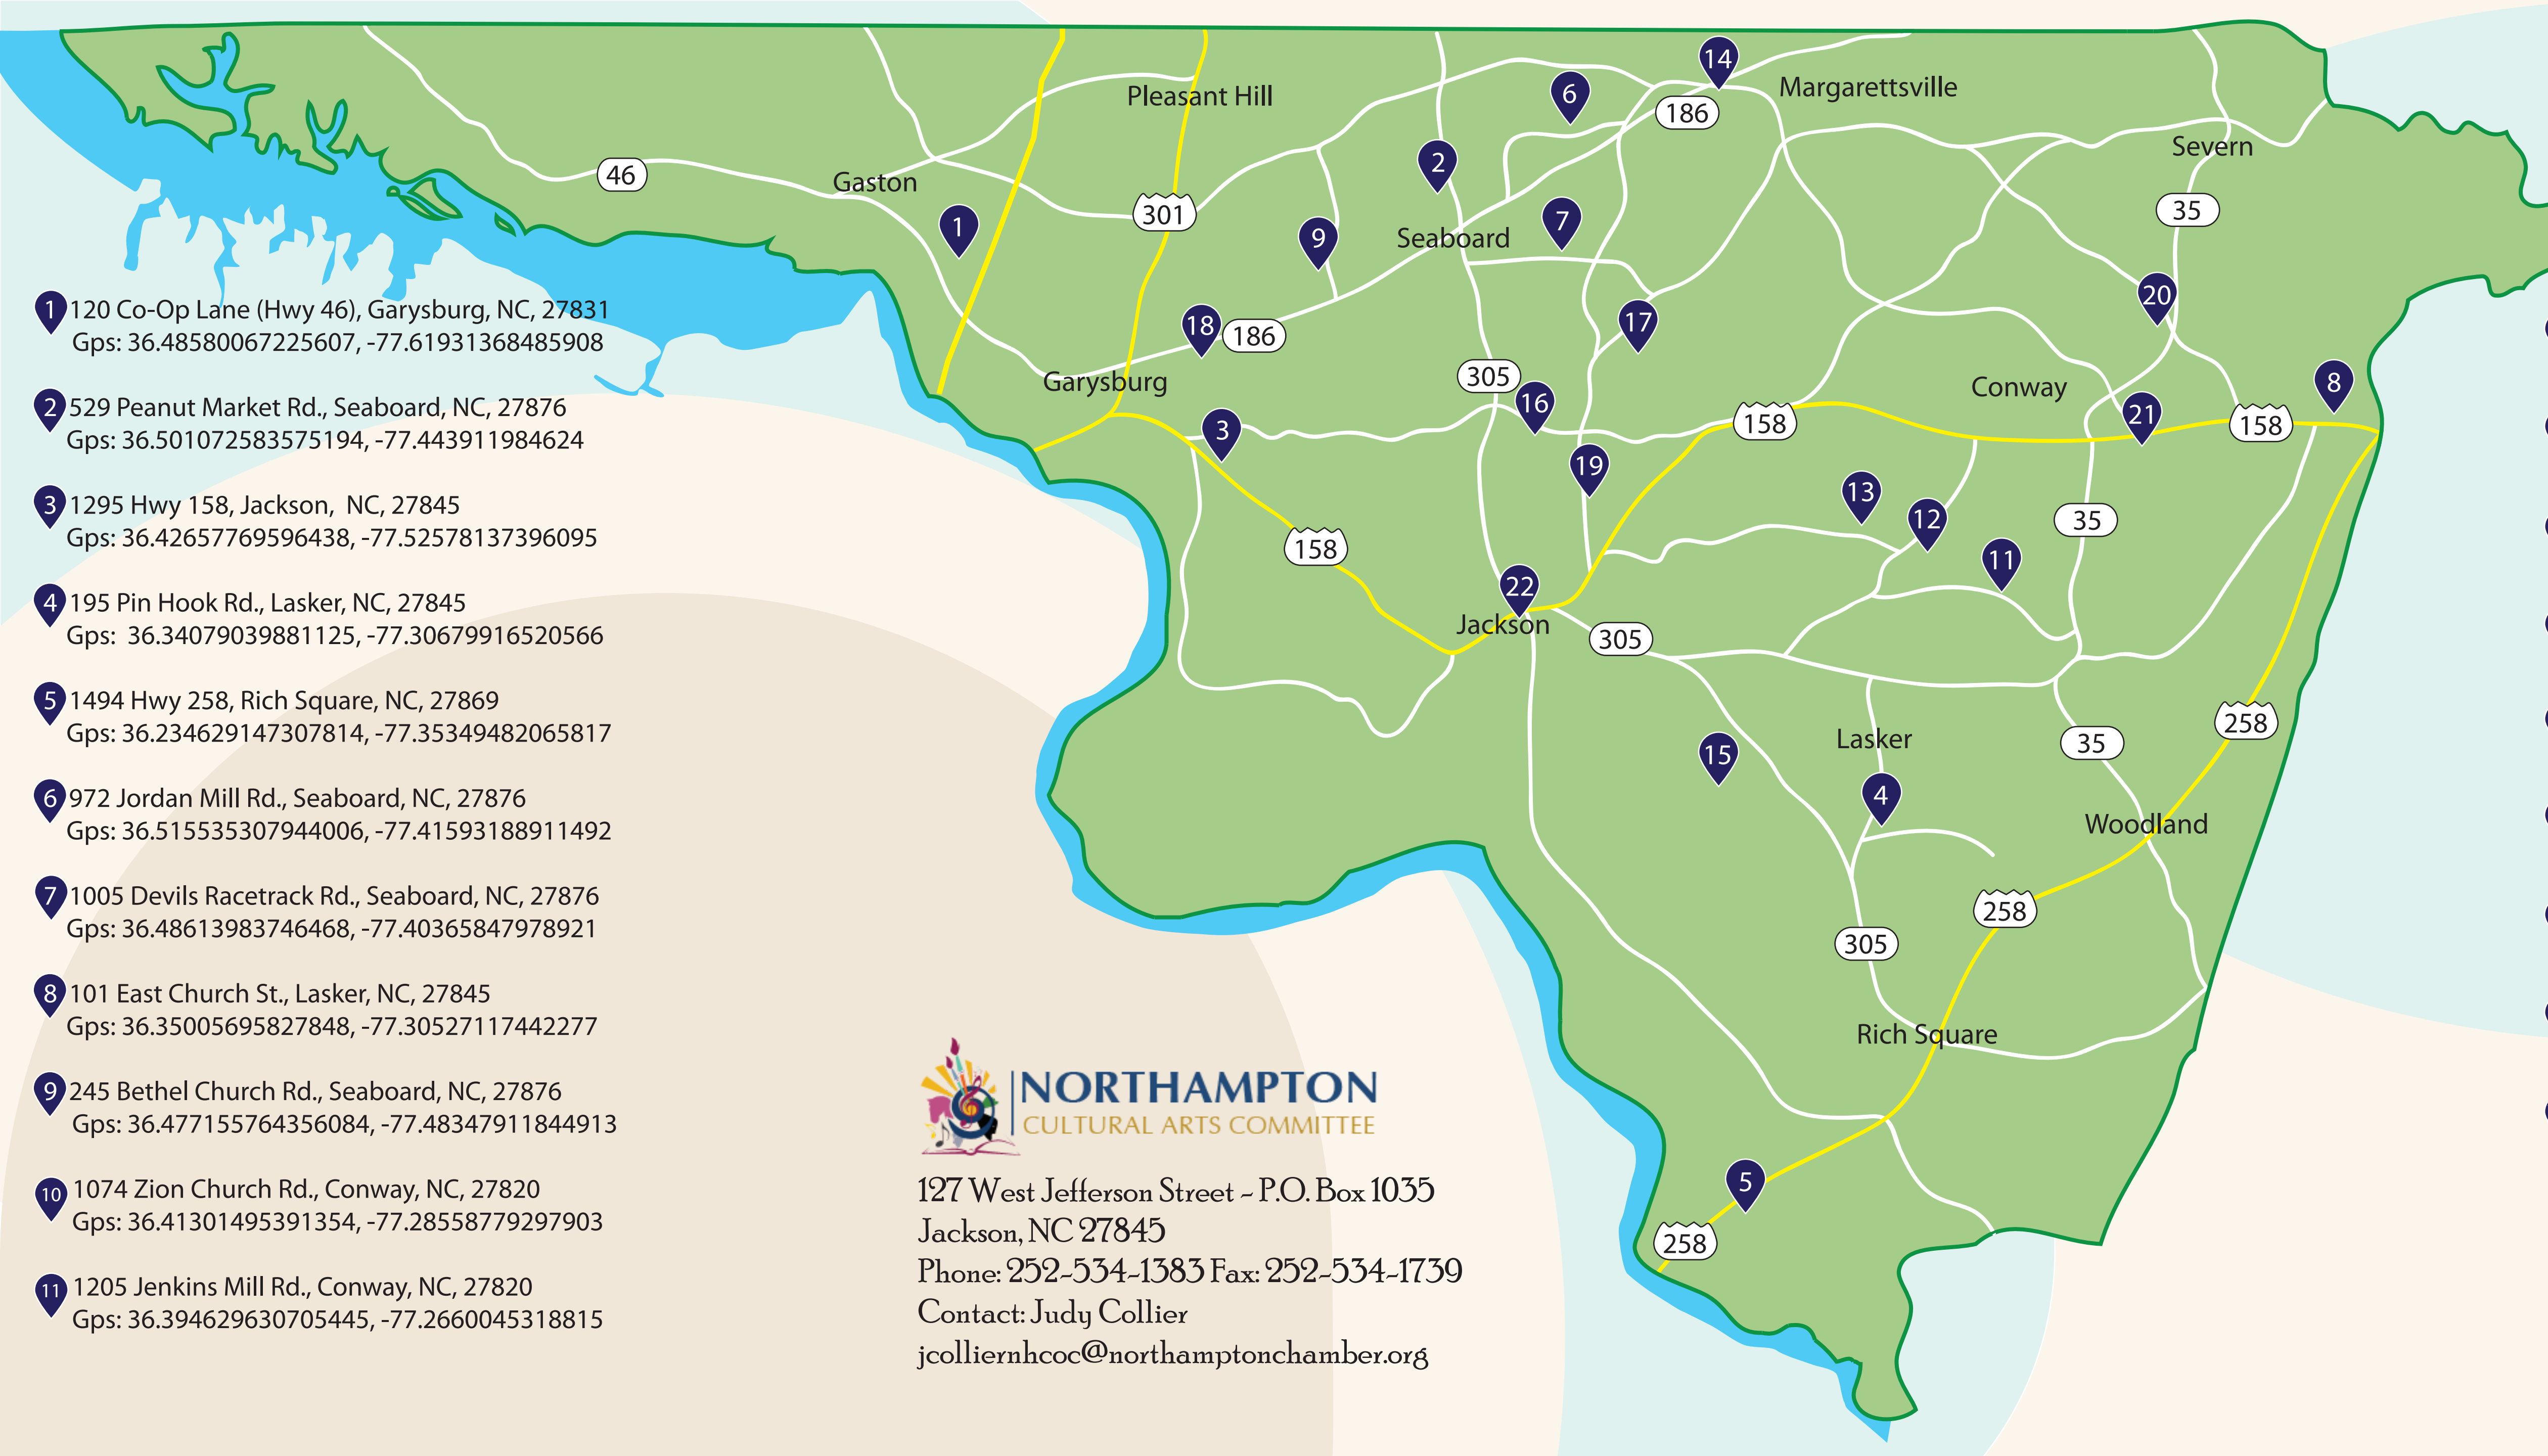 14
6
Margarettsville
Pleasant Hill
186
2
Severn
46
Gaston
301
35
1
9
Seaboard
7
20
18
186
17
Garysburg
305
16
Conway
8
3
158
21
158
19
13
12
35
158
11
22
Jackson
305
258
Lasker
35
15
4
Woodland
258
305
Rich Square
5
258
1 120 Co-Op Lane (Hwy 46), Garysburg, NC, 27831
Gps: 36.48580067225607, -77.61931368485908
2 529 Peanut Market Rd., Seaboard, NC, 27876
Gps: 36.501072583575194, -77.443911984624
3 1295 Hwy 158, Jackson, NC, 27845
Gps: 36.42657769596438, -77.52578137396095
4 195 Pin Hook Rd., Lasker, NC, 27845
Gps: 36.34079039881125, -77.30679916520566
5 1494 Hwy 258, Rich Square, NC, 27869
Gps: 36.234629147307814, -77.35349482065817
6 972 Jordan Mill Rd., Seaboard, NC, 27876
Gps: 36.515535307944006, -77.41593188911492
7 1005 Devils Racetrack Rd., Seaboard, NC, 27876
Gps: 36.48613983746468, -77.40365847978921
8 101 East Church St., Lasker, NC, 27845
Gps: 36.35005695827848, -77.30527117442277
9 245 Bethel Church Rd., Seaboard, NC, 27876
Gps: 36.477155764356084, -77.48347911844913
10 1074 Zion Church Rd., Conway, NC, 27820
Gps: 36.41301495391354, -77.28558779297903
11 1205 Jenkins Mill Rd., Conway, NC, 27820
Gps: 36.394629630705445, -77.2660045318815
NORTHAMPTON
CULTURAL ARTS COMMITTEE
127 West Jefferson Street - P.O. Box 1035
Jackson, NC 27845
Phone: 252-534-1383 Fax: 252-534-1739
Contact: Judy Collier
jcolliernhcoc@northamptonchamber.org